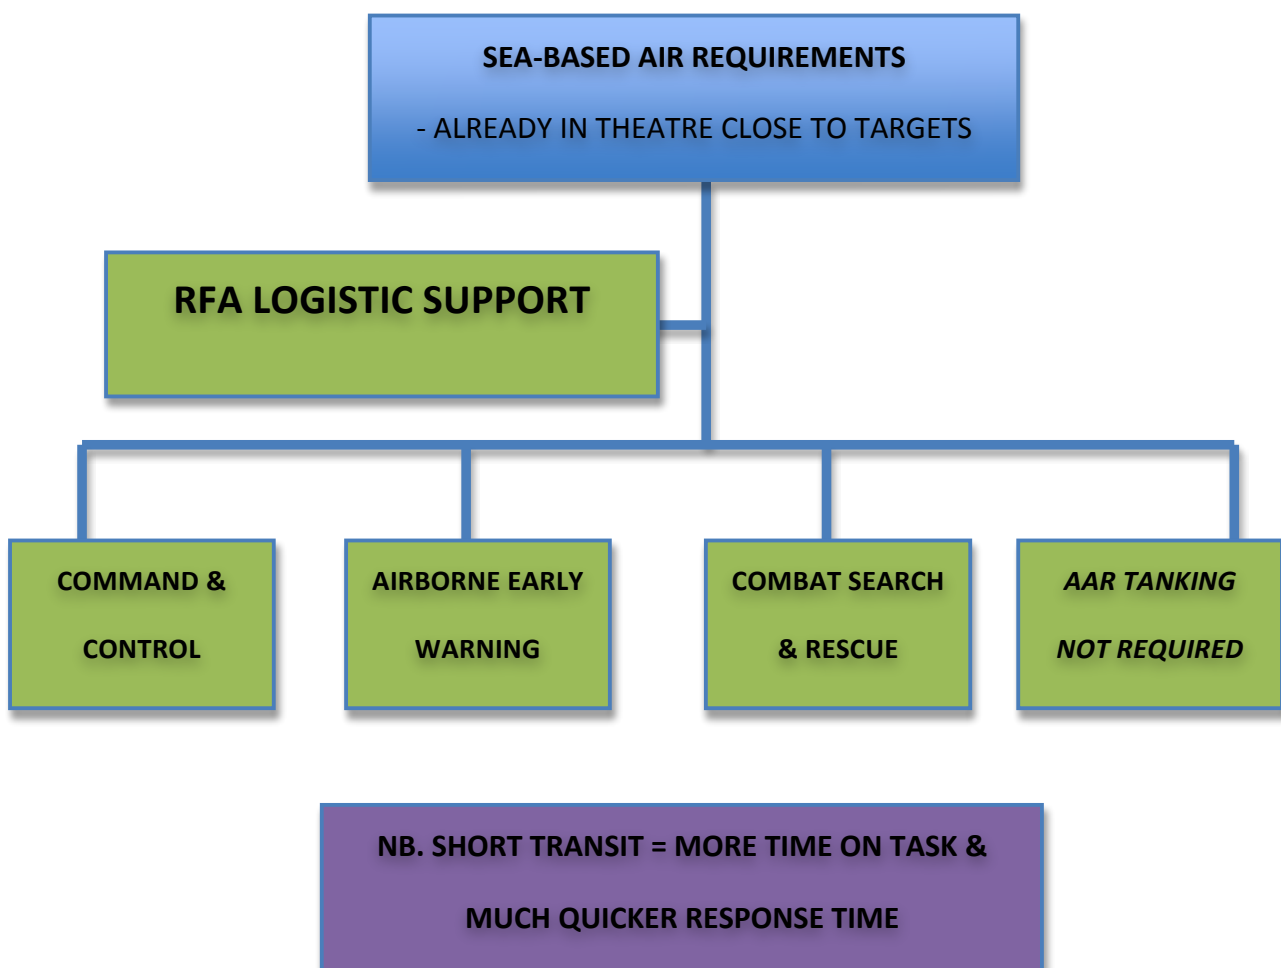 SEA-BASED AIR REQUIREMENTS
- ALREADY IN THEATRE CLOSE TO TARGETS
RFA LOGISTIC SUPPORT
COMMAND &
CONTROL
AIRBORNE EARLY
WARNING
COMBAT SEARCH
& RESCUE
AAR TANKING
NOT REQUIRED
NB. SHORT TRANSIT = MORE TIME ON TASK &
MUCH QUICKER RESPONSE TIME